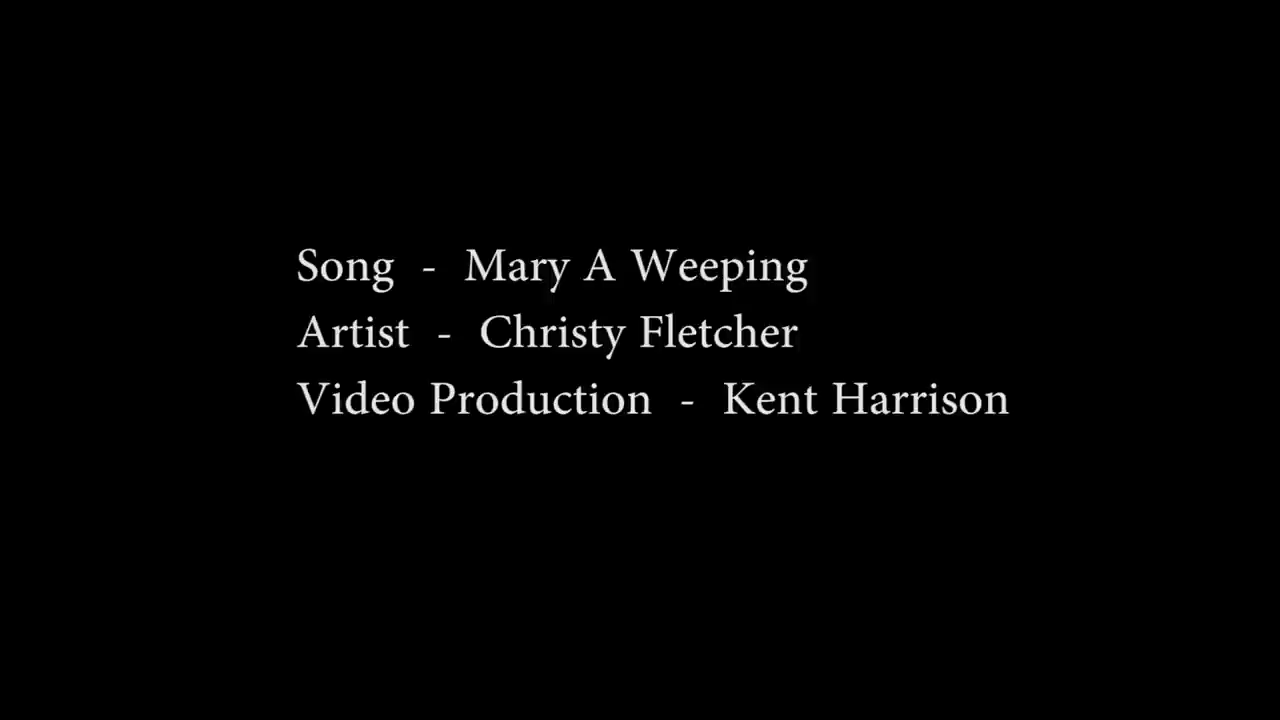 Song - Mary A Weeping
Artist - Christy Fletcher
Video Production - Kent Harrison